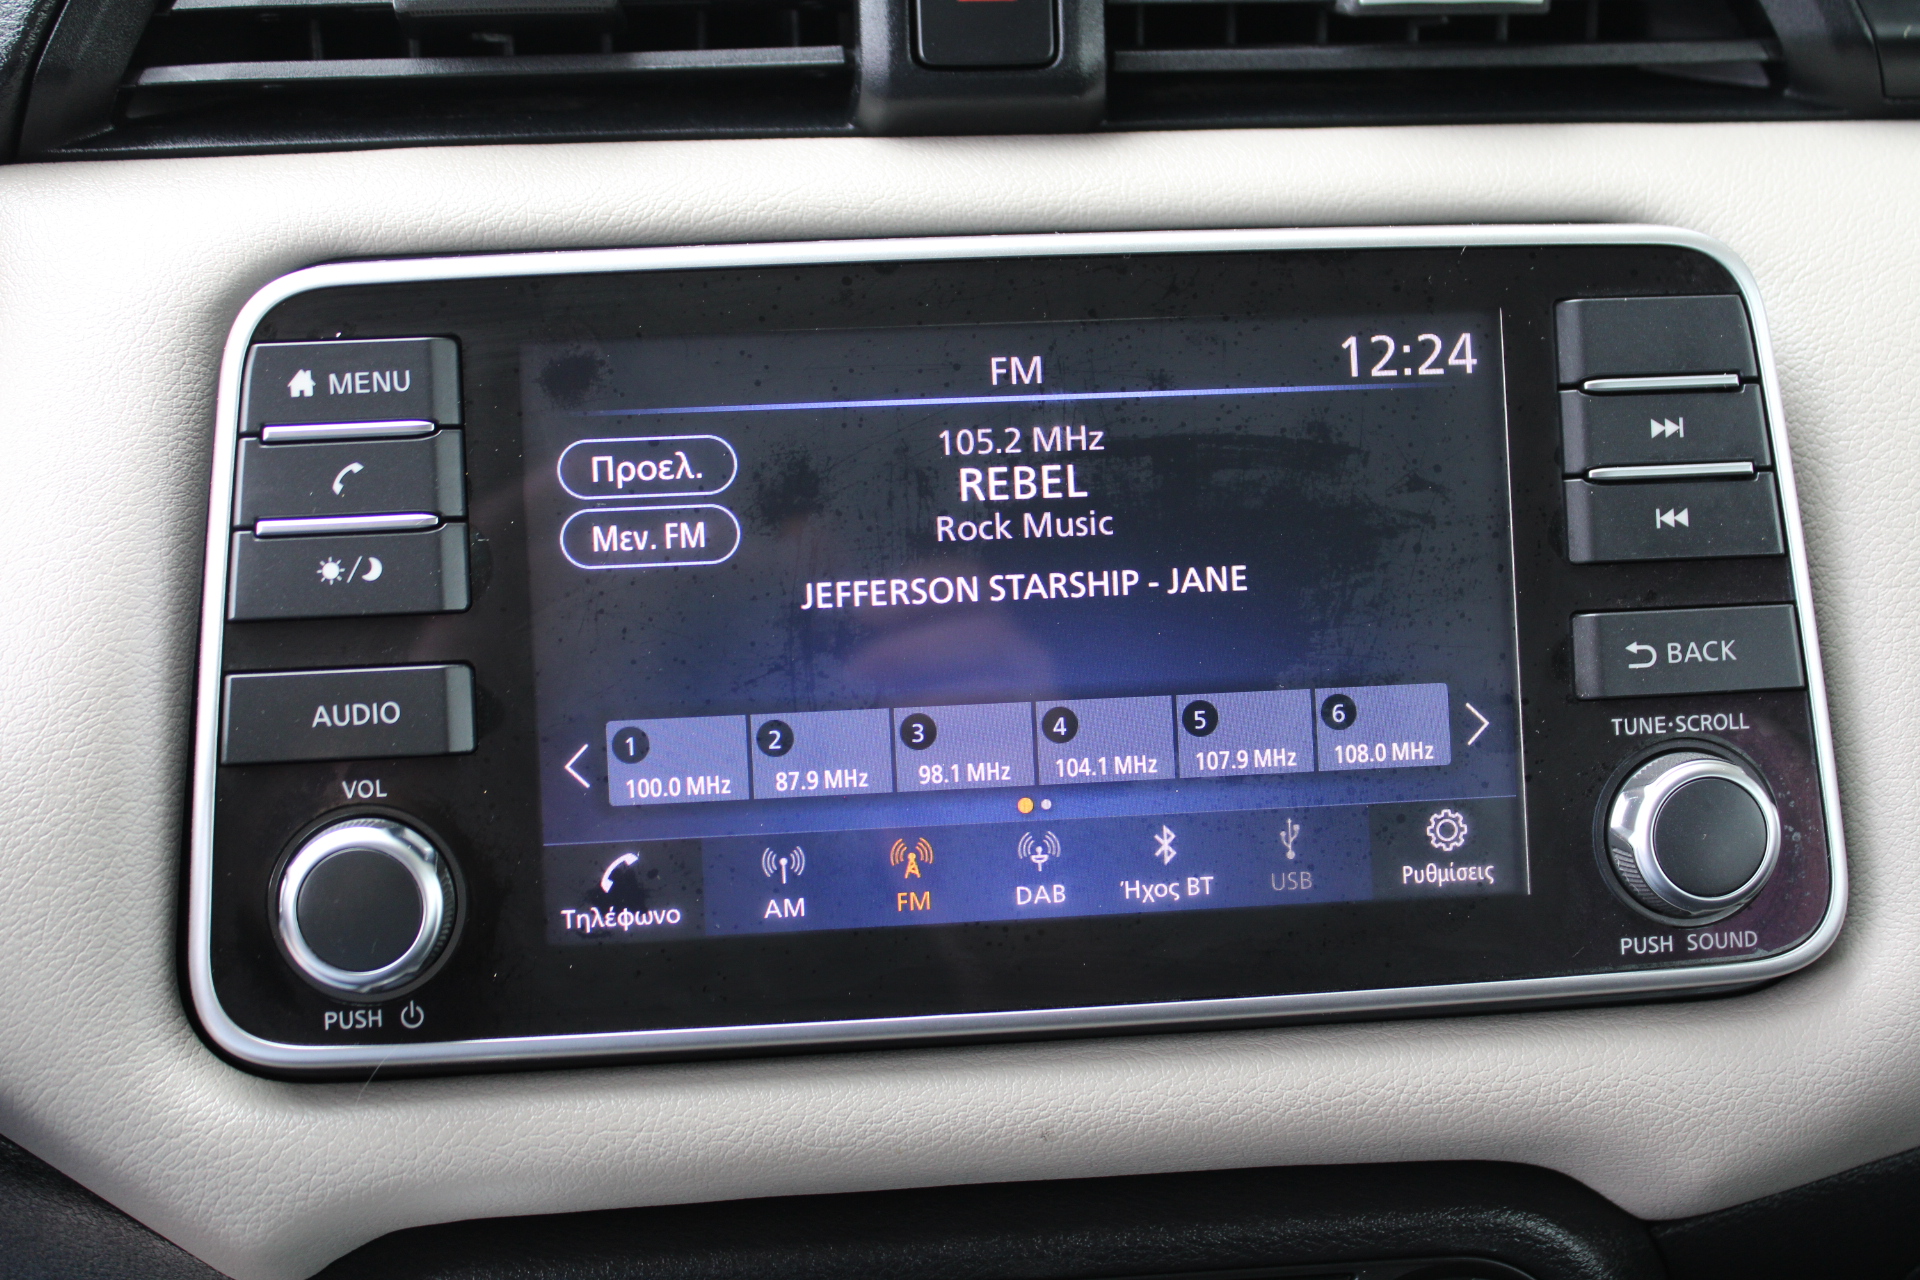 MENU
AUDIO
VOL
PUSH
FM
12:24
Προελ.
Μεν. FM
105.2 MHz
REBEL
Rock Music
JEFFERSON STARSHIP - JANE
1
100.0 MHz
2
87.9 MHz
3
98.1 MHz
4
104.1 MHz
5
107.9 MHz
6
108.0 MHz
Τηλέφωνο
AM
FM
DAB
Ήχος BT
USB
Ρυθμίσεις
BACK
TUNE·SCROLL
PUSH SOUND